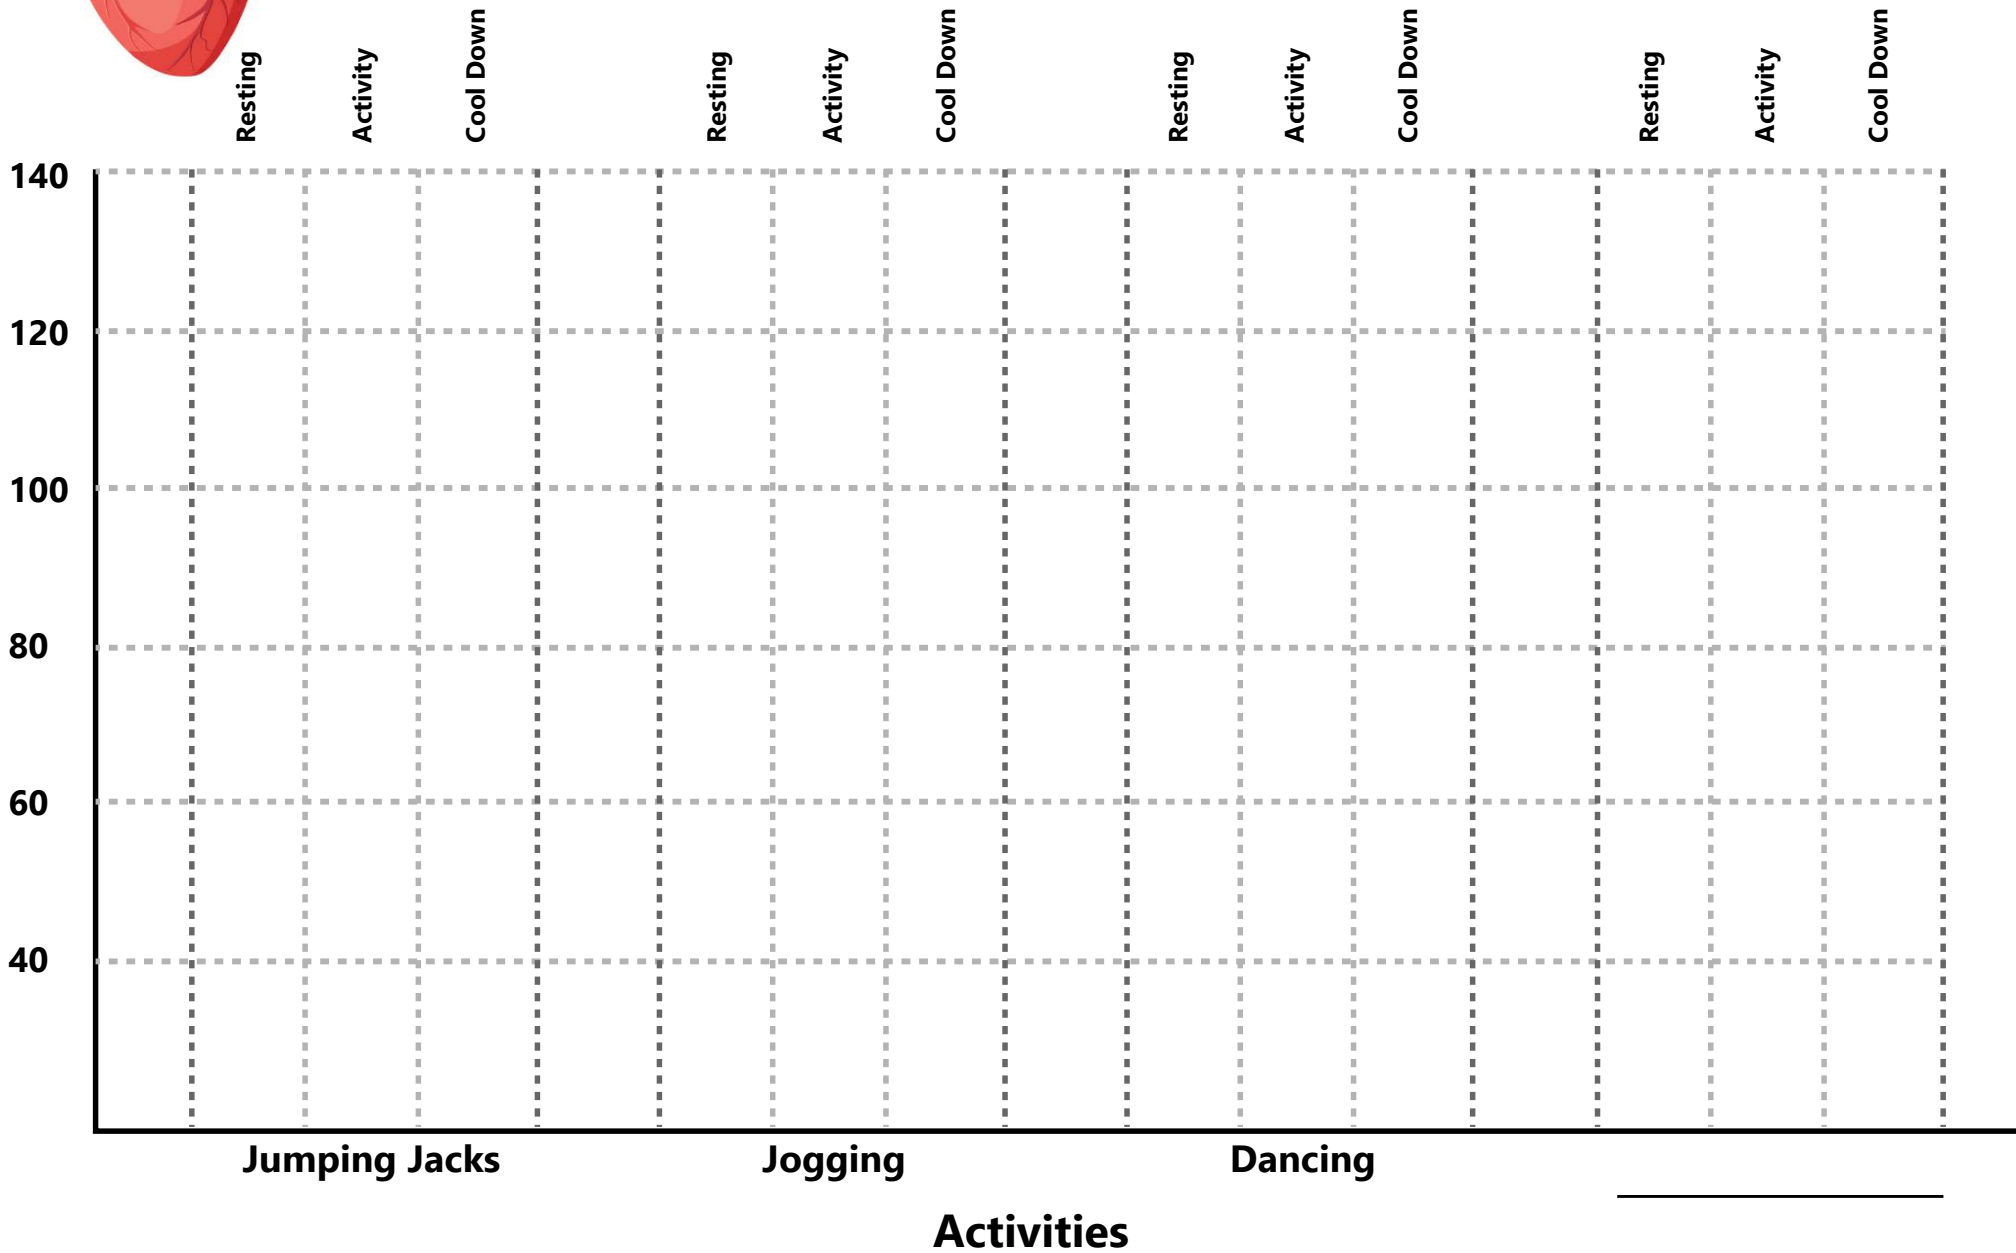 Resting Activity Cool Down Resting Activity Cool Down Resting Activity Cool Down Resting Activity Cool Down
140
120
100
80
60
40
Jumping Jacks Jogging Dancing
Activities